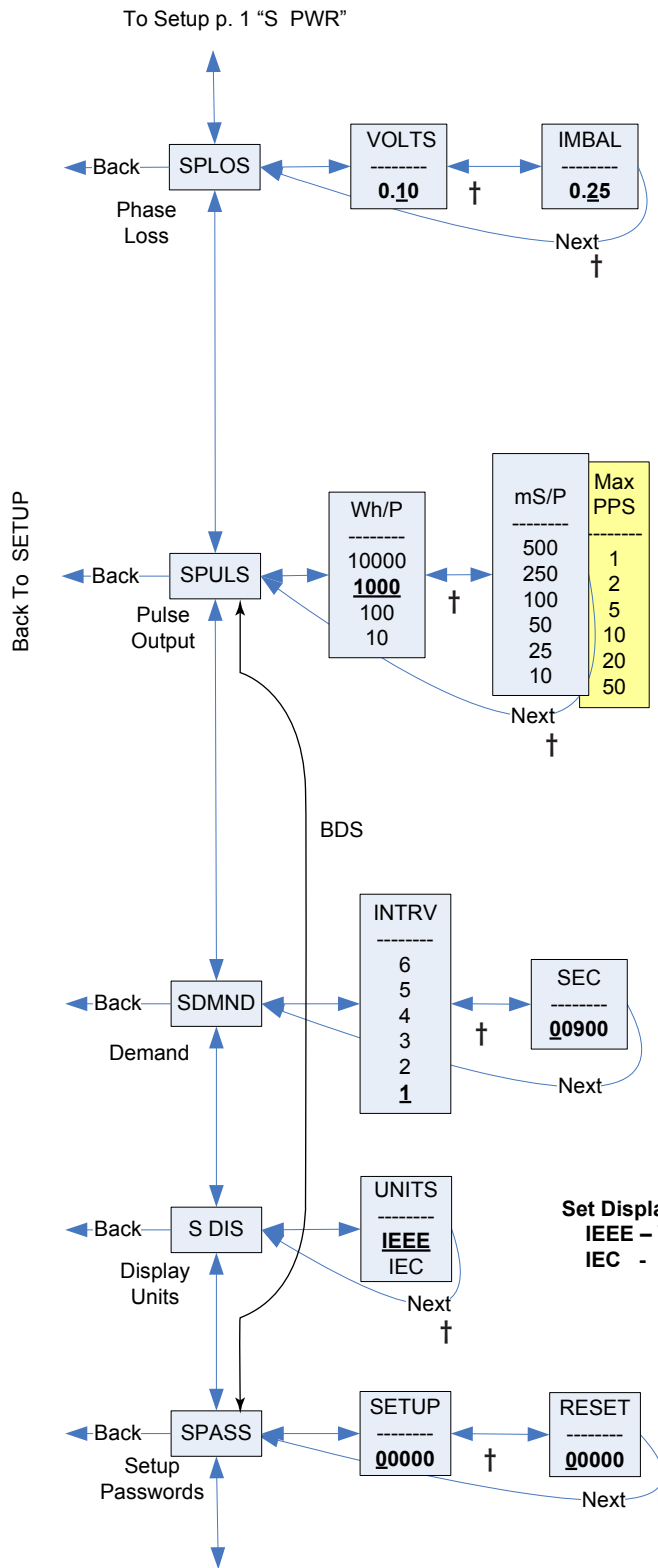 To Setup p. 1 “S PWR”
Back
SPLOS
Phase
Loss
VOLTS
--------
0.10
†
IMBAL
--------
0.25
Next
†
Back To SETUP
Back
SPULS
Pulse
Output
Wh/P
--------
10000
1000
100
10
†
mS/P
--------
500
250
100
50
25
10
Max
PPS
--------
1
2
5
10
20
50
Next
†
BDS
Back
SDMND
Demand
INTRV
--------
6
5
4
3
2
1
†
SEC
--------
00900
Next
Back
S DIS
Display
Units
UNITS
--------
IEEE
IEC
Next
†
Set Displa
IEEE –
IEC -
Back
SPASS
Setup
Passwords
SETUP
--------
00000
†
RESET
--------
00000
Next